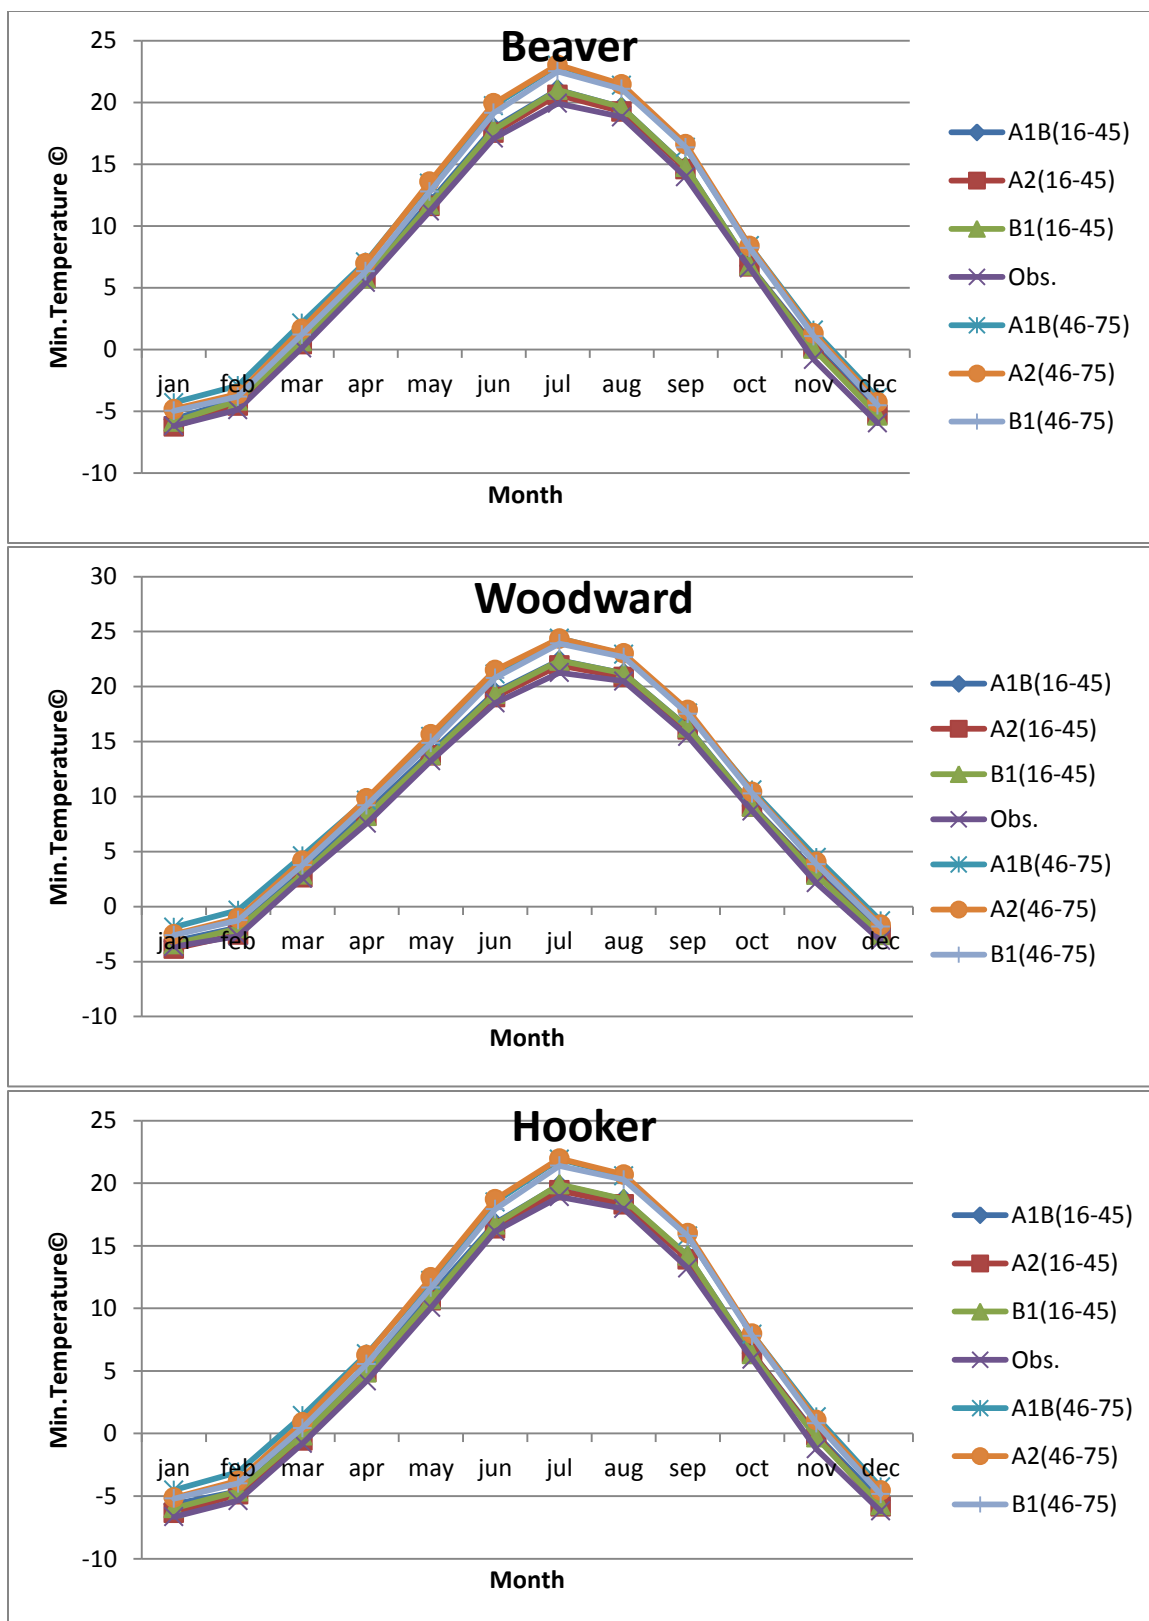 Beaver
25
20
15
10
5
0
-5
-10
Min.Temperature ©
jan feb mar apr may jun jul aug sep oct nov dec
Month
A1B(16-45)
A2(16-45)
B1(16-45)
Obs.
A1B(46-75)
A2(46-75)
B1(46-75)
Woodward
30
25
20
15
10
5
0
-5
-10
Min.Temperature©
jan feb mar apr may jun jul aug sep oct nov dec
Month
A1B(16-45)
A2(16-45)
B1(16-45)
Obs.
A1B(46-75)
A2(46-75)
B1(46-75)
Hooker
25
20
15
10
5
0
-5
-10
Min.Temperature©
jan feb mar apr may jun jul aug sep oct nov dec
Month
A1B(16-45)
A2(16-45)
B1(16-45)
Obs.
A1B(46-75)
A2(46-75)
B1(46-75)